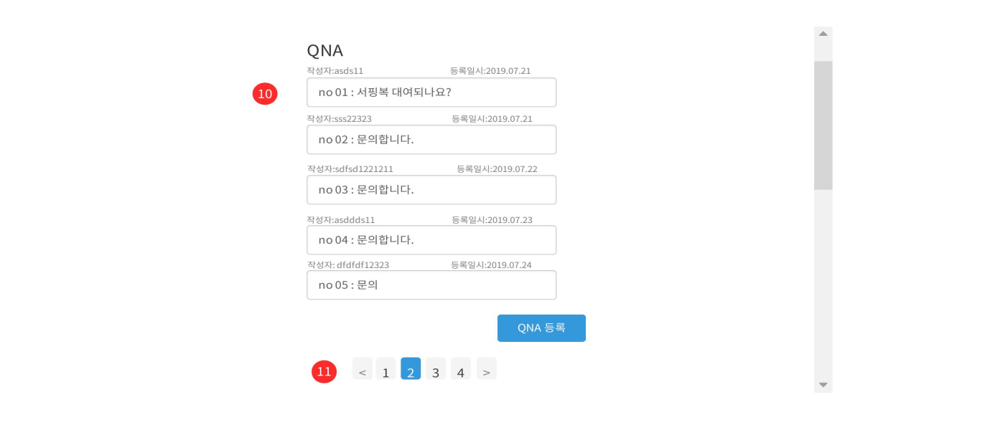 QNA
작성자:asds11 등록일시:2019.07.21
10 no 01 : 서핑복 대여되나요?
작성자:sss22323 등록일시:2019.07.21
no 02 : 문의합니다.
작성자:sdfsd1221211 등록일시:2019.07.22
no 03 : 문의합니다.
작성자:asddds11 등록일시:2019.07.23
no 04 : 문의합니다.
작성자: dfdfdf12323 등록일시:2019.07.24
no 05 : 문의
QNA 등록
11 < 1 2 3 4 >